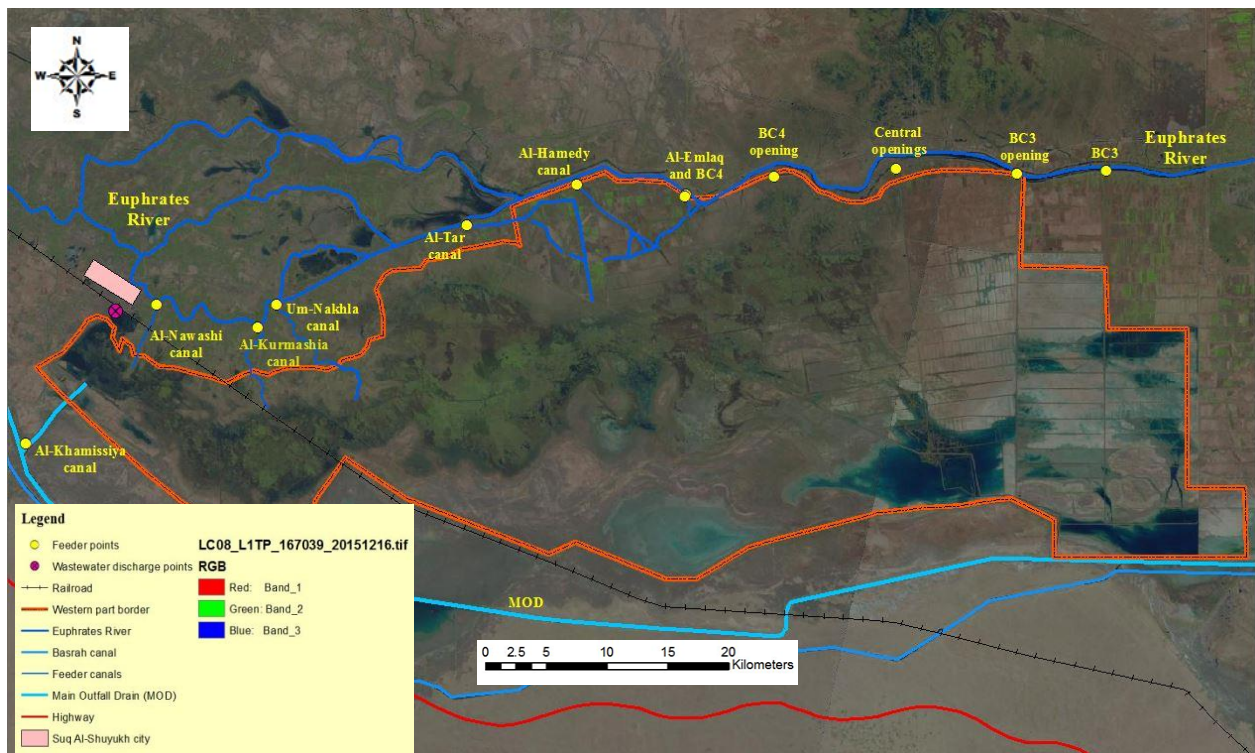 N
W E
S
Euphrates
River
Al-Hamedy
canal
Al-Emlaq
and BC4
BC4
opening
Central
openings
BC3
opening
BC3
Euphrates
River
Al-Tar
canal
Um-Nakhla
canal
Al-Nawashi
canal
Al-Kurmashia
canal
Al-Khamissiya
canal
MOD
Legend
Feeder points
Wastewater discharge points
Railroad
Western part border
Euphrates River
Basrah canal
Feeder canals
Main Outfall Drain (MOD)
Highway
Suq Al-Shuyukh city
LC08_L1TP_167039_20151216.tif
RGB
Red: Band_1
Green: Band_2
Blue: Band_3
0 2.5 5 10 15 20
Kilometers